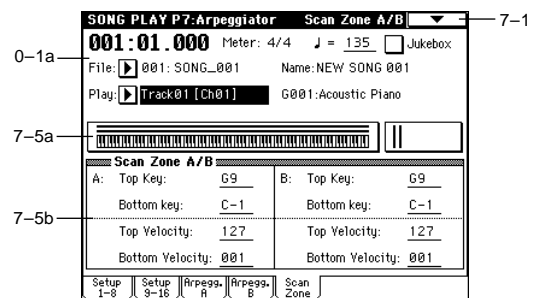 SONG PLAY P7:Arpeggiator Scan Zone A/B
7–1
001:01.000 Meter: 4/4 ♩ = 135 Jukebox
0–1a
File: 001: SONG_001 Name:NEW SONG 001
Play: Track01 [Ch01] G001:Acoustic Piano
7–5a
Scan Zone A/B
A: Top Key: G9 B: Top Key: G9
Bottom key: C-1 Bottom Key: C-1
7–5b
Top Velocity: 127 Top Velocity: 127
Bottom Velocity: 001 Bottom Velocity: 001
Setup 1-8 Setup 9-16 Arpegg. A Arpegg. B Scan Zone